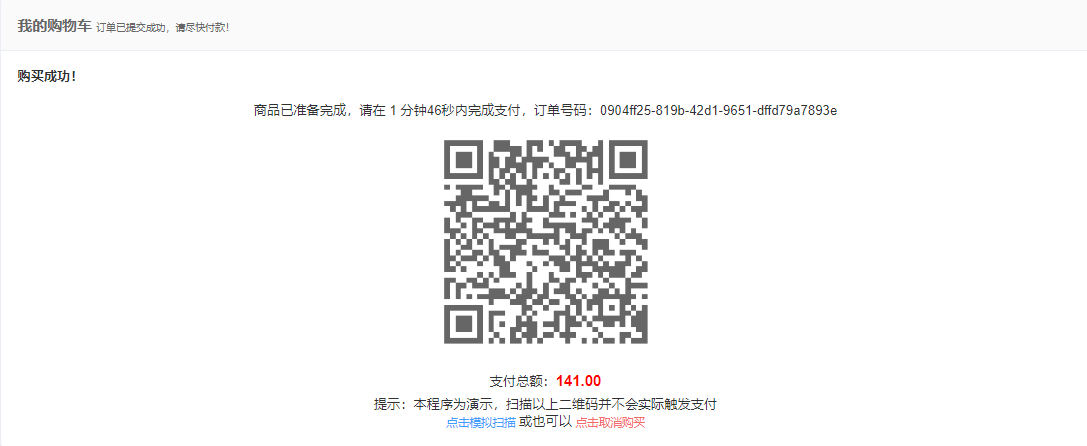 我的购物车 订单已提交成功，请尽快付款！
购买成功！
商品已准备完成，请在 1 分钟46秒内完成支付，订单号码：0904ff25-819b-42d1-9651-dffd79a7893e
支付总额：141.00
提示：本程序为演示，扫描以上二维码并不会实际触发支付
点击模拟扫描 或也可以 点击取消购买